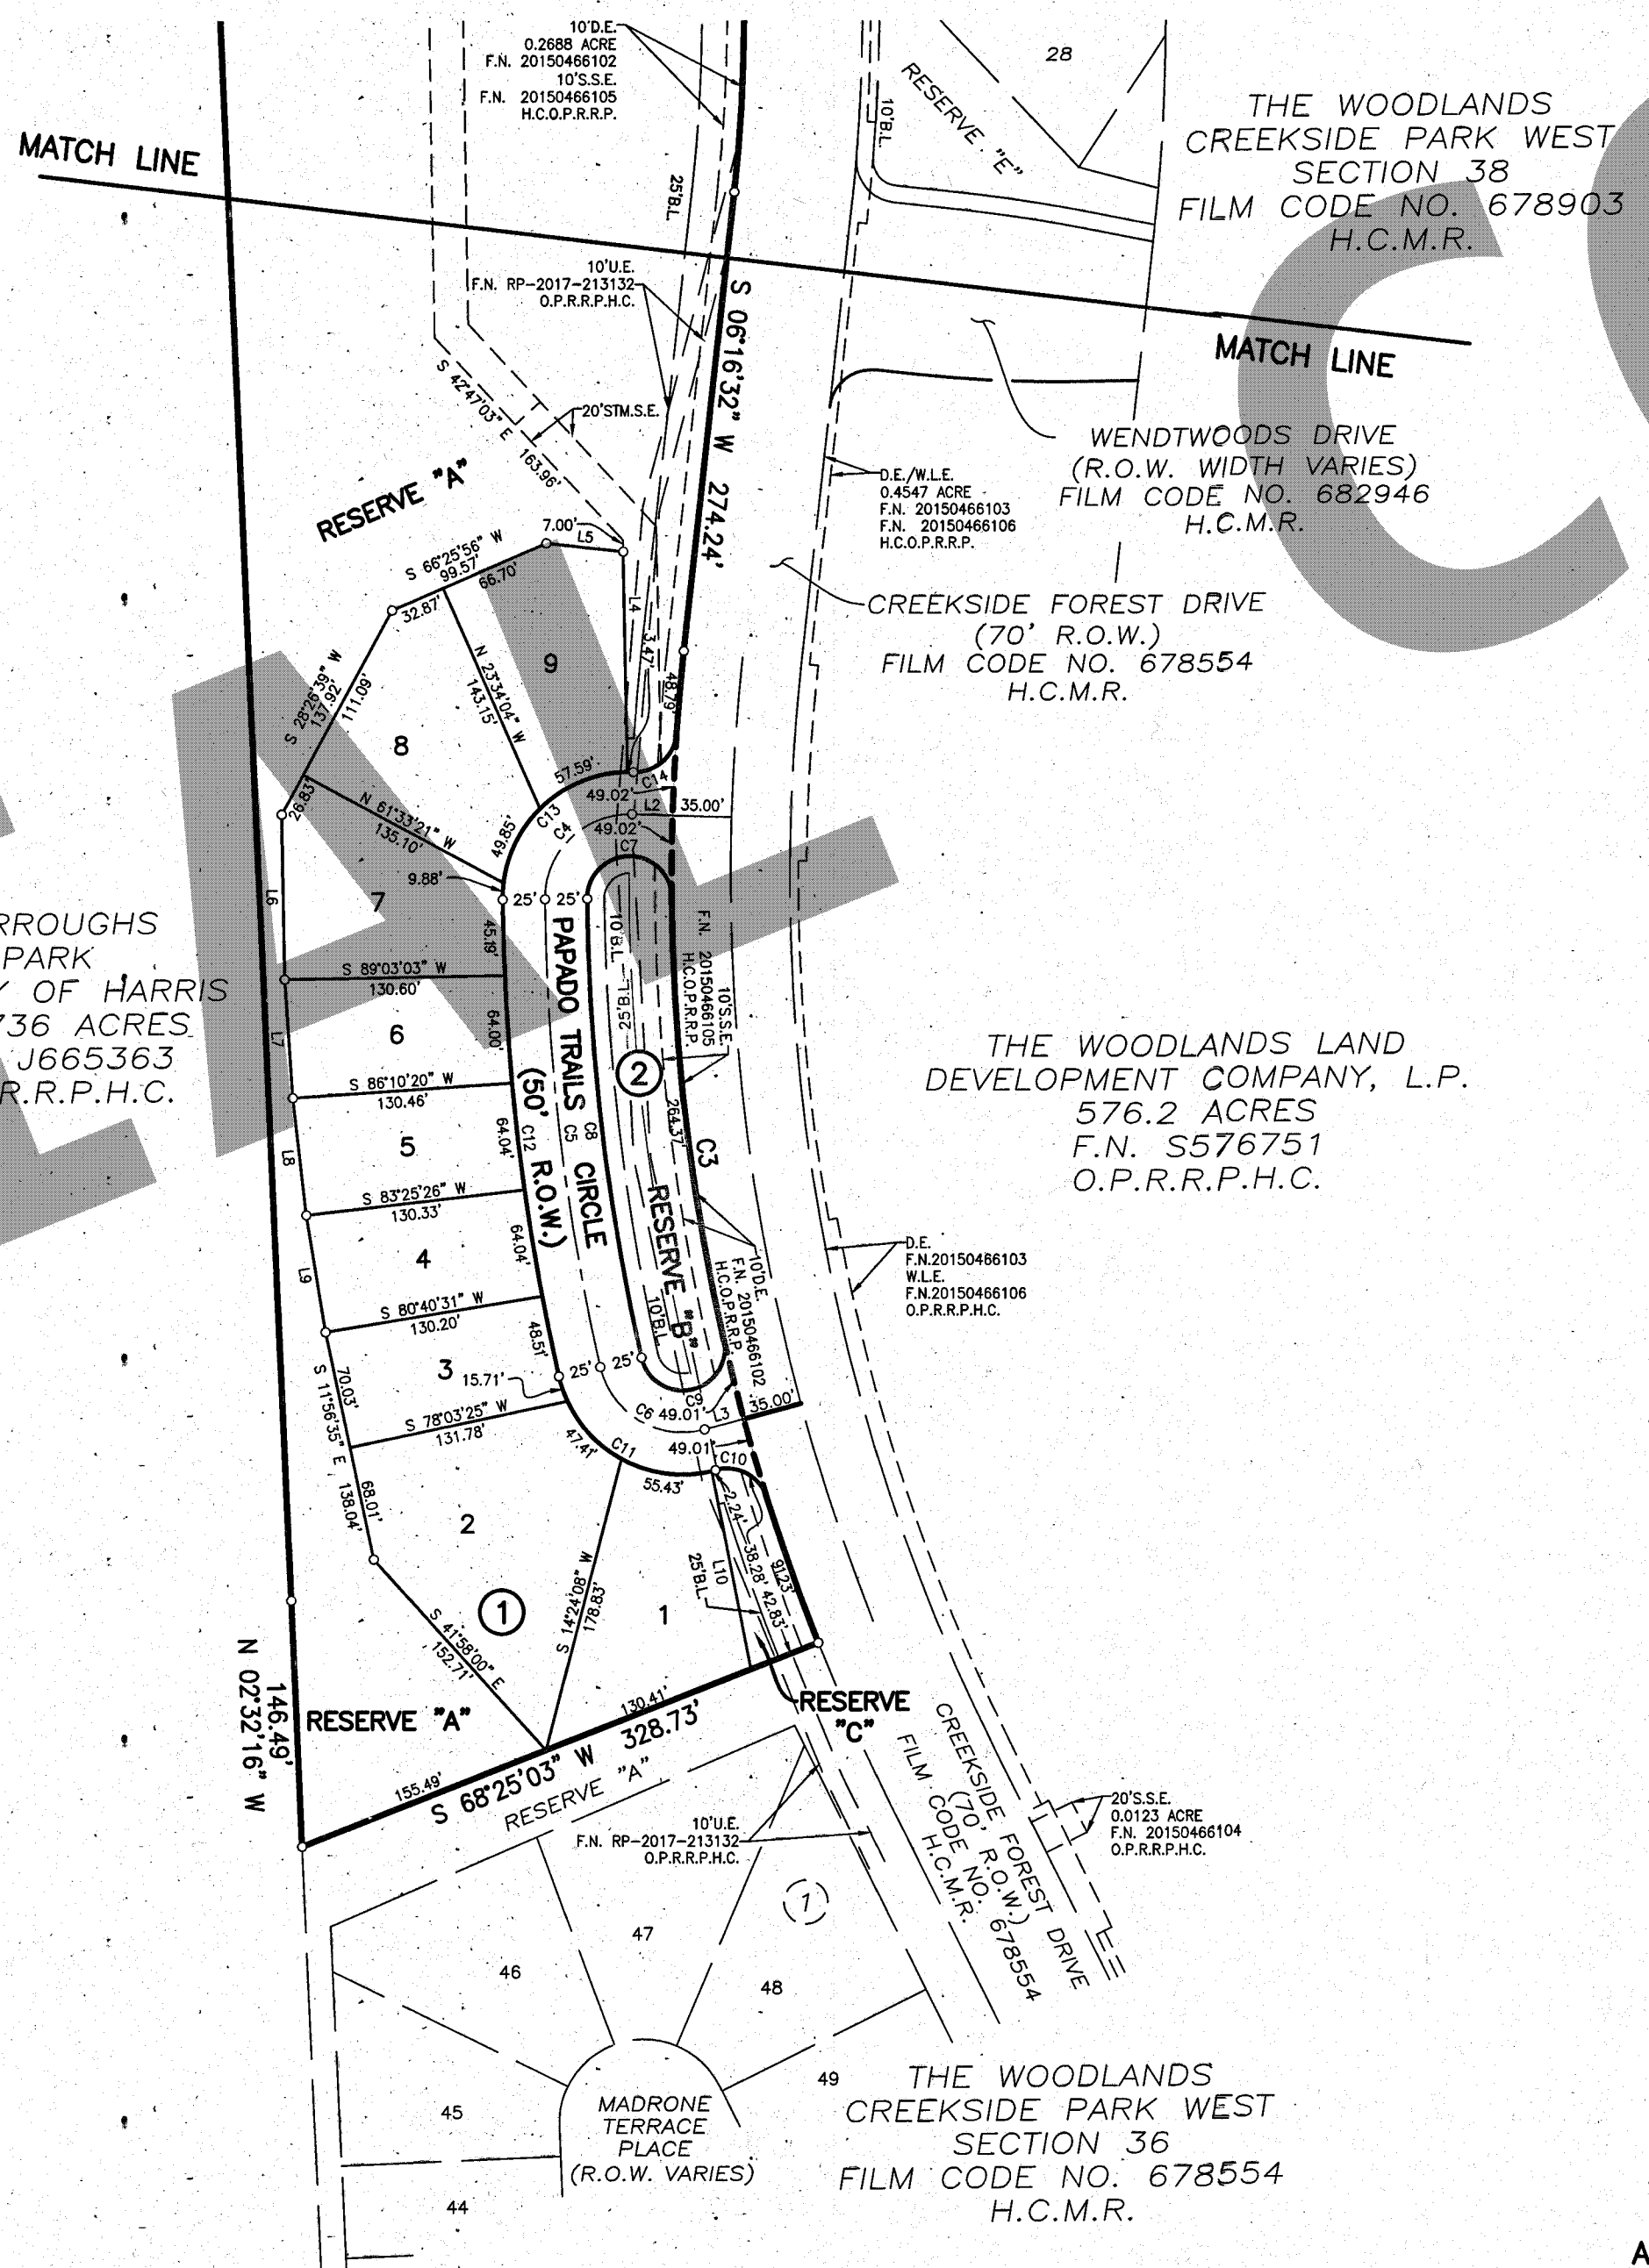 10'D.E.
0.2688 ACRE
F.N. 20150466102
10'S.S.E.
F.N. 20150466105
H.C.O.P.R.R.P.
28
RESERVE "E"
10'B.L.
THE WOODLANDS
CREEKSIDE PARK WEST
SECTION 38
FILM CODE NO. 678903
H.C.M.R.
MATCH LINE
25'B.L.
10'U.E.
F.N. RP-2017-213132
O.P.R.R.P.H.C.
S 06°16'32" W 274.24'
MATCH LINE
S 42°47'03" E 163.96'
20'STM.S.E.
WENDTWOODS DRIVE
(R.O.W. WIDTH VARIES)
FILM CODE NO. 682946
H.C.M.R.
D.E./W.L.E.
0.4547 ACRE
F.N. 20150466103
F.N. 20150466106
H.C.O.P.R.R.P.
RESERVE "A"
7.00'
L5
S 66°25'56" W
99.57'
66.70'
32.87'
L4
3.47'
48.79'
CREEKSIDE FOREST DRIVE
(70' R.O.W.)
FILM CODE NO. 678554
H.C.M.R.
9
N 23°34'04" W
143.15'
S 28°26'39" W
137.92'
111.09'
8
26.83'
N 61°33'21" W
135.10'
57.59'
C14
49.02'
L2
35.00'
C13
C4
49.02'
C7
49.85'
9.88'
25'
25'
7
L6
45.19'
RROUGHS
PARK
Y OF HARRIS
736 ACRES
J665363
R.R.P.H.C.
S 89°03'03" W
130.60'
6
L7
64.00'
S 86°10'20" W
130.46'
5
L8
64.04'
S 83°25'26" W
130.33'
4
L9
64.04'
S 80°40'31" W
130.20'
3
48.51'
15.71'
PAPADO TRAILS CIRCLE
(50' R.O.W.)
C12
C5
C8
10'B.L.
25'B.L.
2
RESERVE "B"
10'B.L.
264.37'
C3
F.N. 20150466105
H.C.O.P.R.R.P.
10'S.S.E.
10'D.E.
F.N. 20150466102
H.C.O.P.R.R.P.
THE WOODLANDS LAND
DEVELOPMENT COMPANY, L.P.
576.2 ACRES
F.N. S576751
O.P.R.R.P.H.C.
D.E.
F.N.20150466103
W.L.E.
F.N.20150466106
O.P.R.R.P.H.C.
25'
25'
C9
C6
49.01'
L3
35.00'
49.01'
C10
S 78°03'25" W
131.78'
70.03'
S 11°56'35" E 138.04'
68.01'
47.41'
C11
55.43'
2
2.24'
38.28'
42.83'
91.23'
L10
25'B.L.
S 14°24'08" W
178.83'
1
1
S 41°58'00" E
152.71'
146.49'
N 02°32'16" W
RESERVE "A"
130.41'
S 68°25'03" W 328.73'
155.49'
RESERVE "A"
RESERVE
"C"
10'U.E.
F.N. RP-2017-213132
O.P.R.R.P.H.C.
CREEKSIDE FOREST DRIVE
(70' R.O.W.)
FILM CODE NO. 678554
H.C.M.R.
20'S.S.E.
0.0123 ACRE
F.N. 20150466104
O.P.R.R.P.H.C.
1
47
46
48
45
49
44
MADRONE
TERRACE
PLACE
(R.O.W. VARIES)
THE WOODLANDS
CREEKSIDE PARK WEST
SECTION 36
FILM CODE NO. 678554
H.C.M.R.